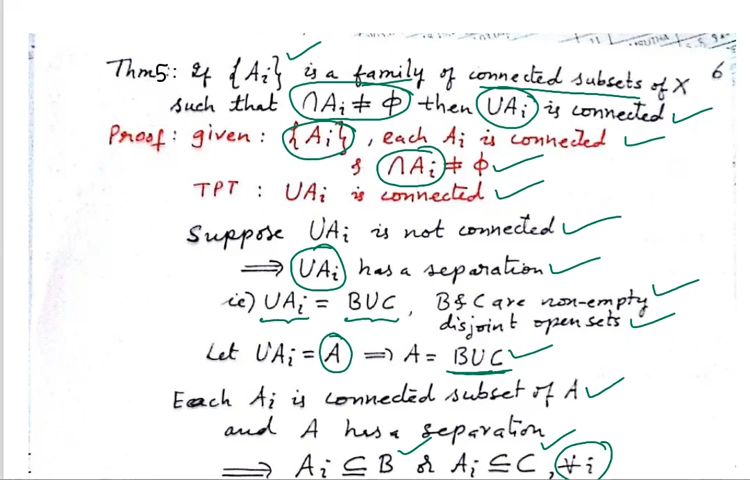 Thm5: If {Ai} is a family of connected subsets of X 6
such that ∩Ai ≠ ϕ then ∪Ai is connected
Proof: given: {Ai}, each Ai is connected
& ∩Ai ≠ ϕ
TPT : ∪Ai is connected
Suppose ∪Ai is not connected
⟹ ∪Ai has a separation
ie) ∪Ai = B∪C, B & C are non-empty
disjoint open sets
Let ∪Ai = A ⟹ A = B∪C
Each Ai is connected subset of A
and A has a separation
⟹ Ai ⊆ B or Ai ⊆ C, ∀i